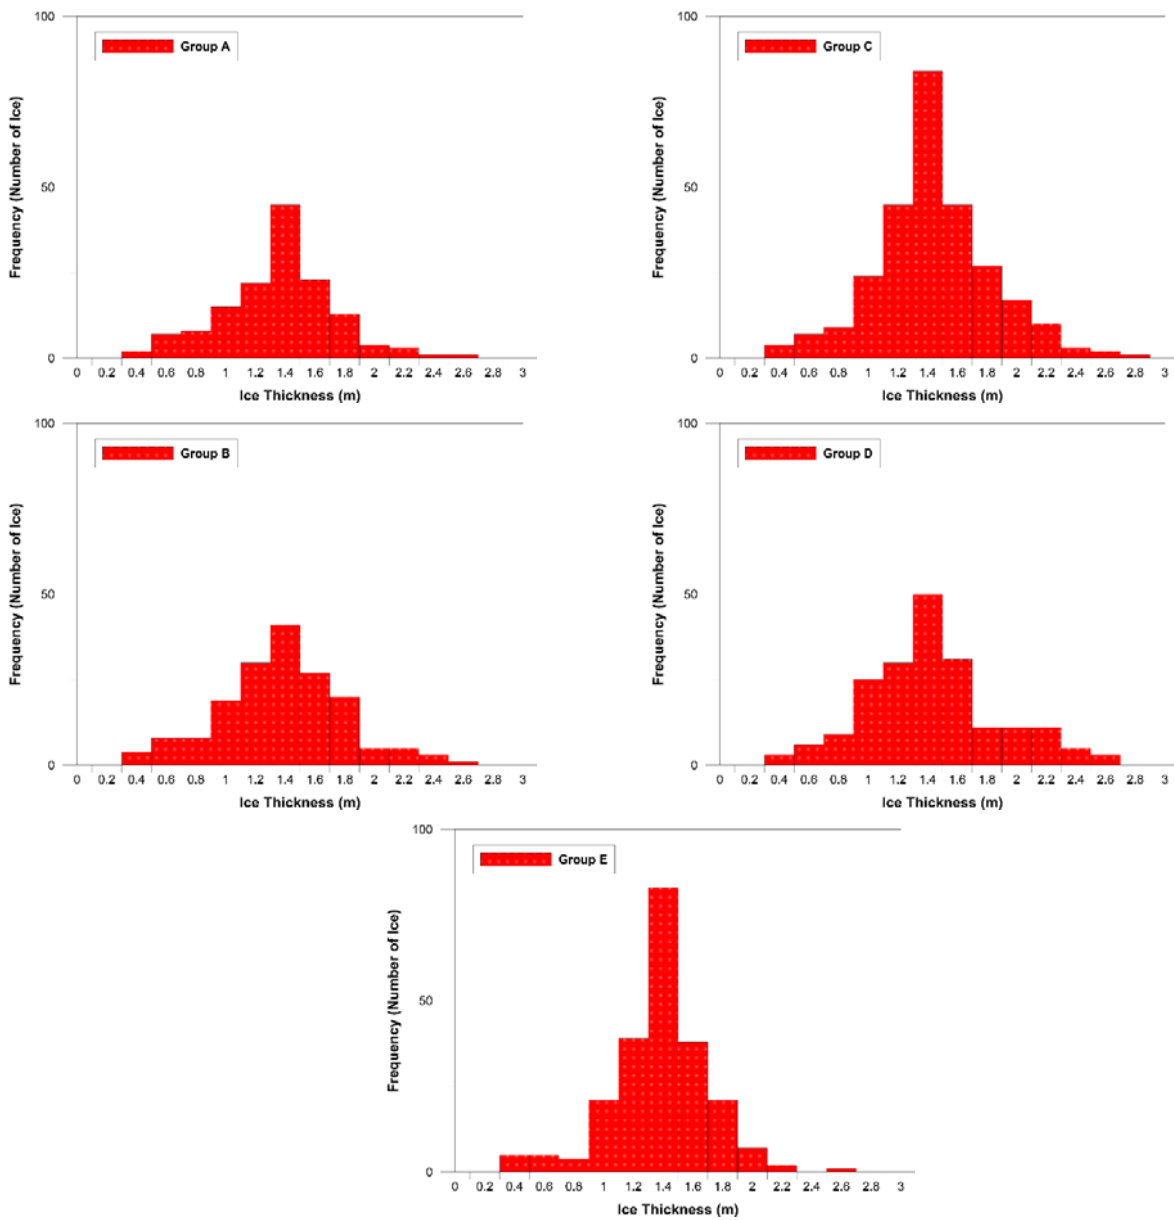 100
Group A
50
0
Frequency (Number of Ice)
0 0.2 0.4 0.6 0.8 1 1.2 1.4 1.6 1.8 2 2.2 2.4 2.6 2.8 3
Ice Thickness (m)
100
Group C
50
0
Frequency (Number of Ice)
0 0.2 0.4 0.6 0.8 1 1.2 1.4 1.6 1.8 2 2.2 2.4 2.6 2.8 3
Ice Thickness (m)
100
Group B
50
0
Frequency (Number of Ice)
0 0.2 0.4 0.6 0.8 1 1.2 1.4 1.6 1.8 2 2.2 2.4 2.6 2.8 3
Ice Thickness (m)
100
Group D
50
0
Frequency (Number of Ice)
0 0.2 0.4 0.6 0.8 1 1.2 1.4 1.6 1.8 2 2.2 2.4 2.6 2.8 3
Ice Thickness (m)
100
Group E
50
0
Frequency (Number of Ice)
0 0.2 0.4 0.6 0.8 1 1.2 1.4 1.6 1.8 2 2.2 2.4 2.6 2.8 3
Ice Thickness (m)